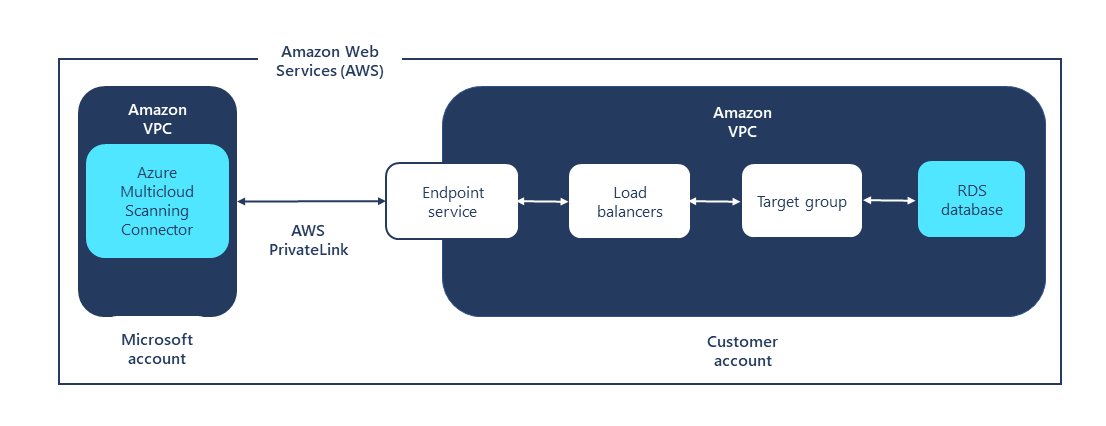 Amazon Web
Services (AWS)
Amazon
VPC
Azure
Multicloud
Scanning
Connector
Microsoft
account
AWS
PrivateLink
Amazon
VPC
Endpoint
service
Load
balancers
Target group
RDS
database
Customer
account